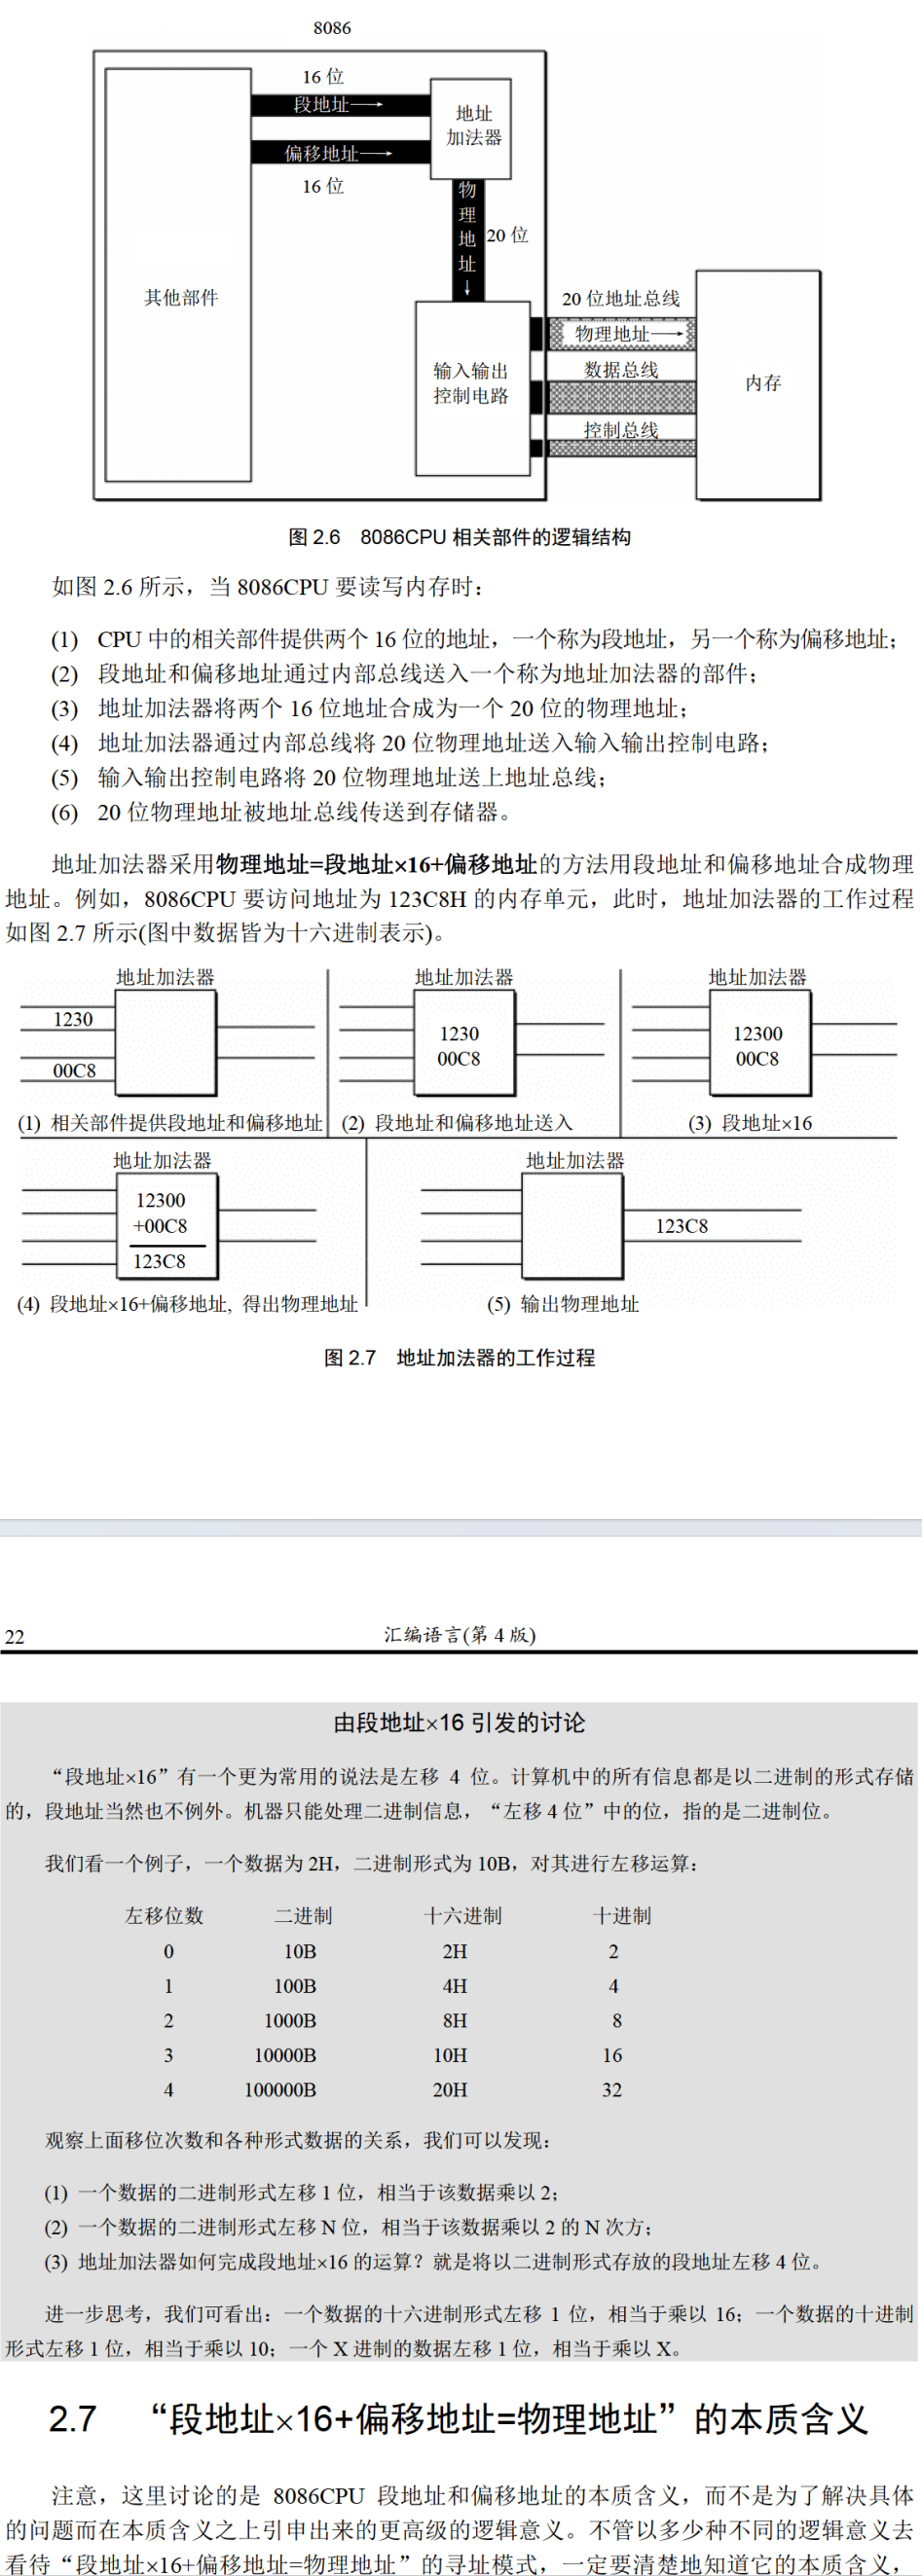 8086
16 位
段地址→
地址
加法器
偏移地址→
16 位
物
理
地
址
↓
20 位
其他部件
20 位地址总线
物理地址→
输入输出
控制电路
数据总线
内存
控制总线
图 2.6 8086CPU 相关部件的逻辑结构
如图 2.6 所示，当 8086CPU 要读写内存时：
(1) CPU 中的相关部件提供两个 16 位的地址，一个称为段地址，另一个称为偏移地址；
(2) 段地址和偏移地址通过内部总线送入一个称为地址加法器的部件；
(3) 地址加法器将两个 16 位地址合成为一个 20 位的物理地址；
(4) 地址加法器通过内部总线将 20 位物理地址送入输入输出控制电路；
(5) 输入输出控制电路将 20 位物理地址送上地址总线；
(6) 20 位物理地址被地址总线传送到存储器。
地址加法器采用物理地址=段地址×16+偏移地址的方法用段地址和偏移地址合成物理
地址。例如，8086CPU 要访问地址为 123C8H 的内存单元，此时，地址加法器的工作过程
如图 2.7 所示(图中数据皆为十六进制表示)。
地址加法器
1230
00C8
(1) 相关部件提供段地址和偏移地址
地址加法器
1230
00C8
(2) 段地址和偏移地址送入
地址加法器
12300
00C8
(3) 段地址×16
地址加法器
12300
+00C8
123C8
(4) 段地址×16+偏移地址, 得出物理地址
地址加法器
123C8
(5) 输出物理地址
图 2.7 地址加法器的工作过程
22 汇编语言(第 4 版)
由段地址×16 引发的讨论
“段地址×16”有一个更为常用的说法是左移 4 位。计算机中的所有信息都是以二进制的形式存储
的，段地址当然也不例外。机器只能处理二进制信息，“左移 4 位”中的位，指的是二进制位。
我们看一个例子，一个数据为 2H，二进制形式为 10B，对其进行左移运算：
左移位数 二进制 十六进制 十进制
0 10B 2H 2
1 100B 4H 4
2 1000B 8H 8
3 10000B 10H 16
4 100000B 20H 32
观察上面移位次数和各种形式数据的关系，我们可以发现：
(1) 一个数据的二进制形式左移 1 位，相当于该数据乘以 2；
(2) 一个数据的二进制形式左移 N 位，相当于该数据乘以 2 的 N 次方；
(3) 地址加法器如何完成段地址×16 的运算？就是将以二进制形式存放的段地址左移 4 位。
进一步思考，我们可看出：一个数据的十六进制形式左移 1 位，相当于乘以 16；一个数据的十进制
形式左移 1 位，相当于乘以 10；一个 X 进制的数据左移 1 位，相当于乘以 X。
2.7 “段地址×16+偏移地址=物理地址”的本质含义
注意，这里讨论的是 8086CPU 段地址和偏移地址的本质含义，而不是为了解决具体
的问题而在本质含义之上引申出来的更高级的逻辑意义。不管以多少种不同的逻辑意义去
看待“段地址×16+偏移地址=物理地址”的寻址模式，一定要清楚地知道它的本质含义，